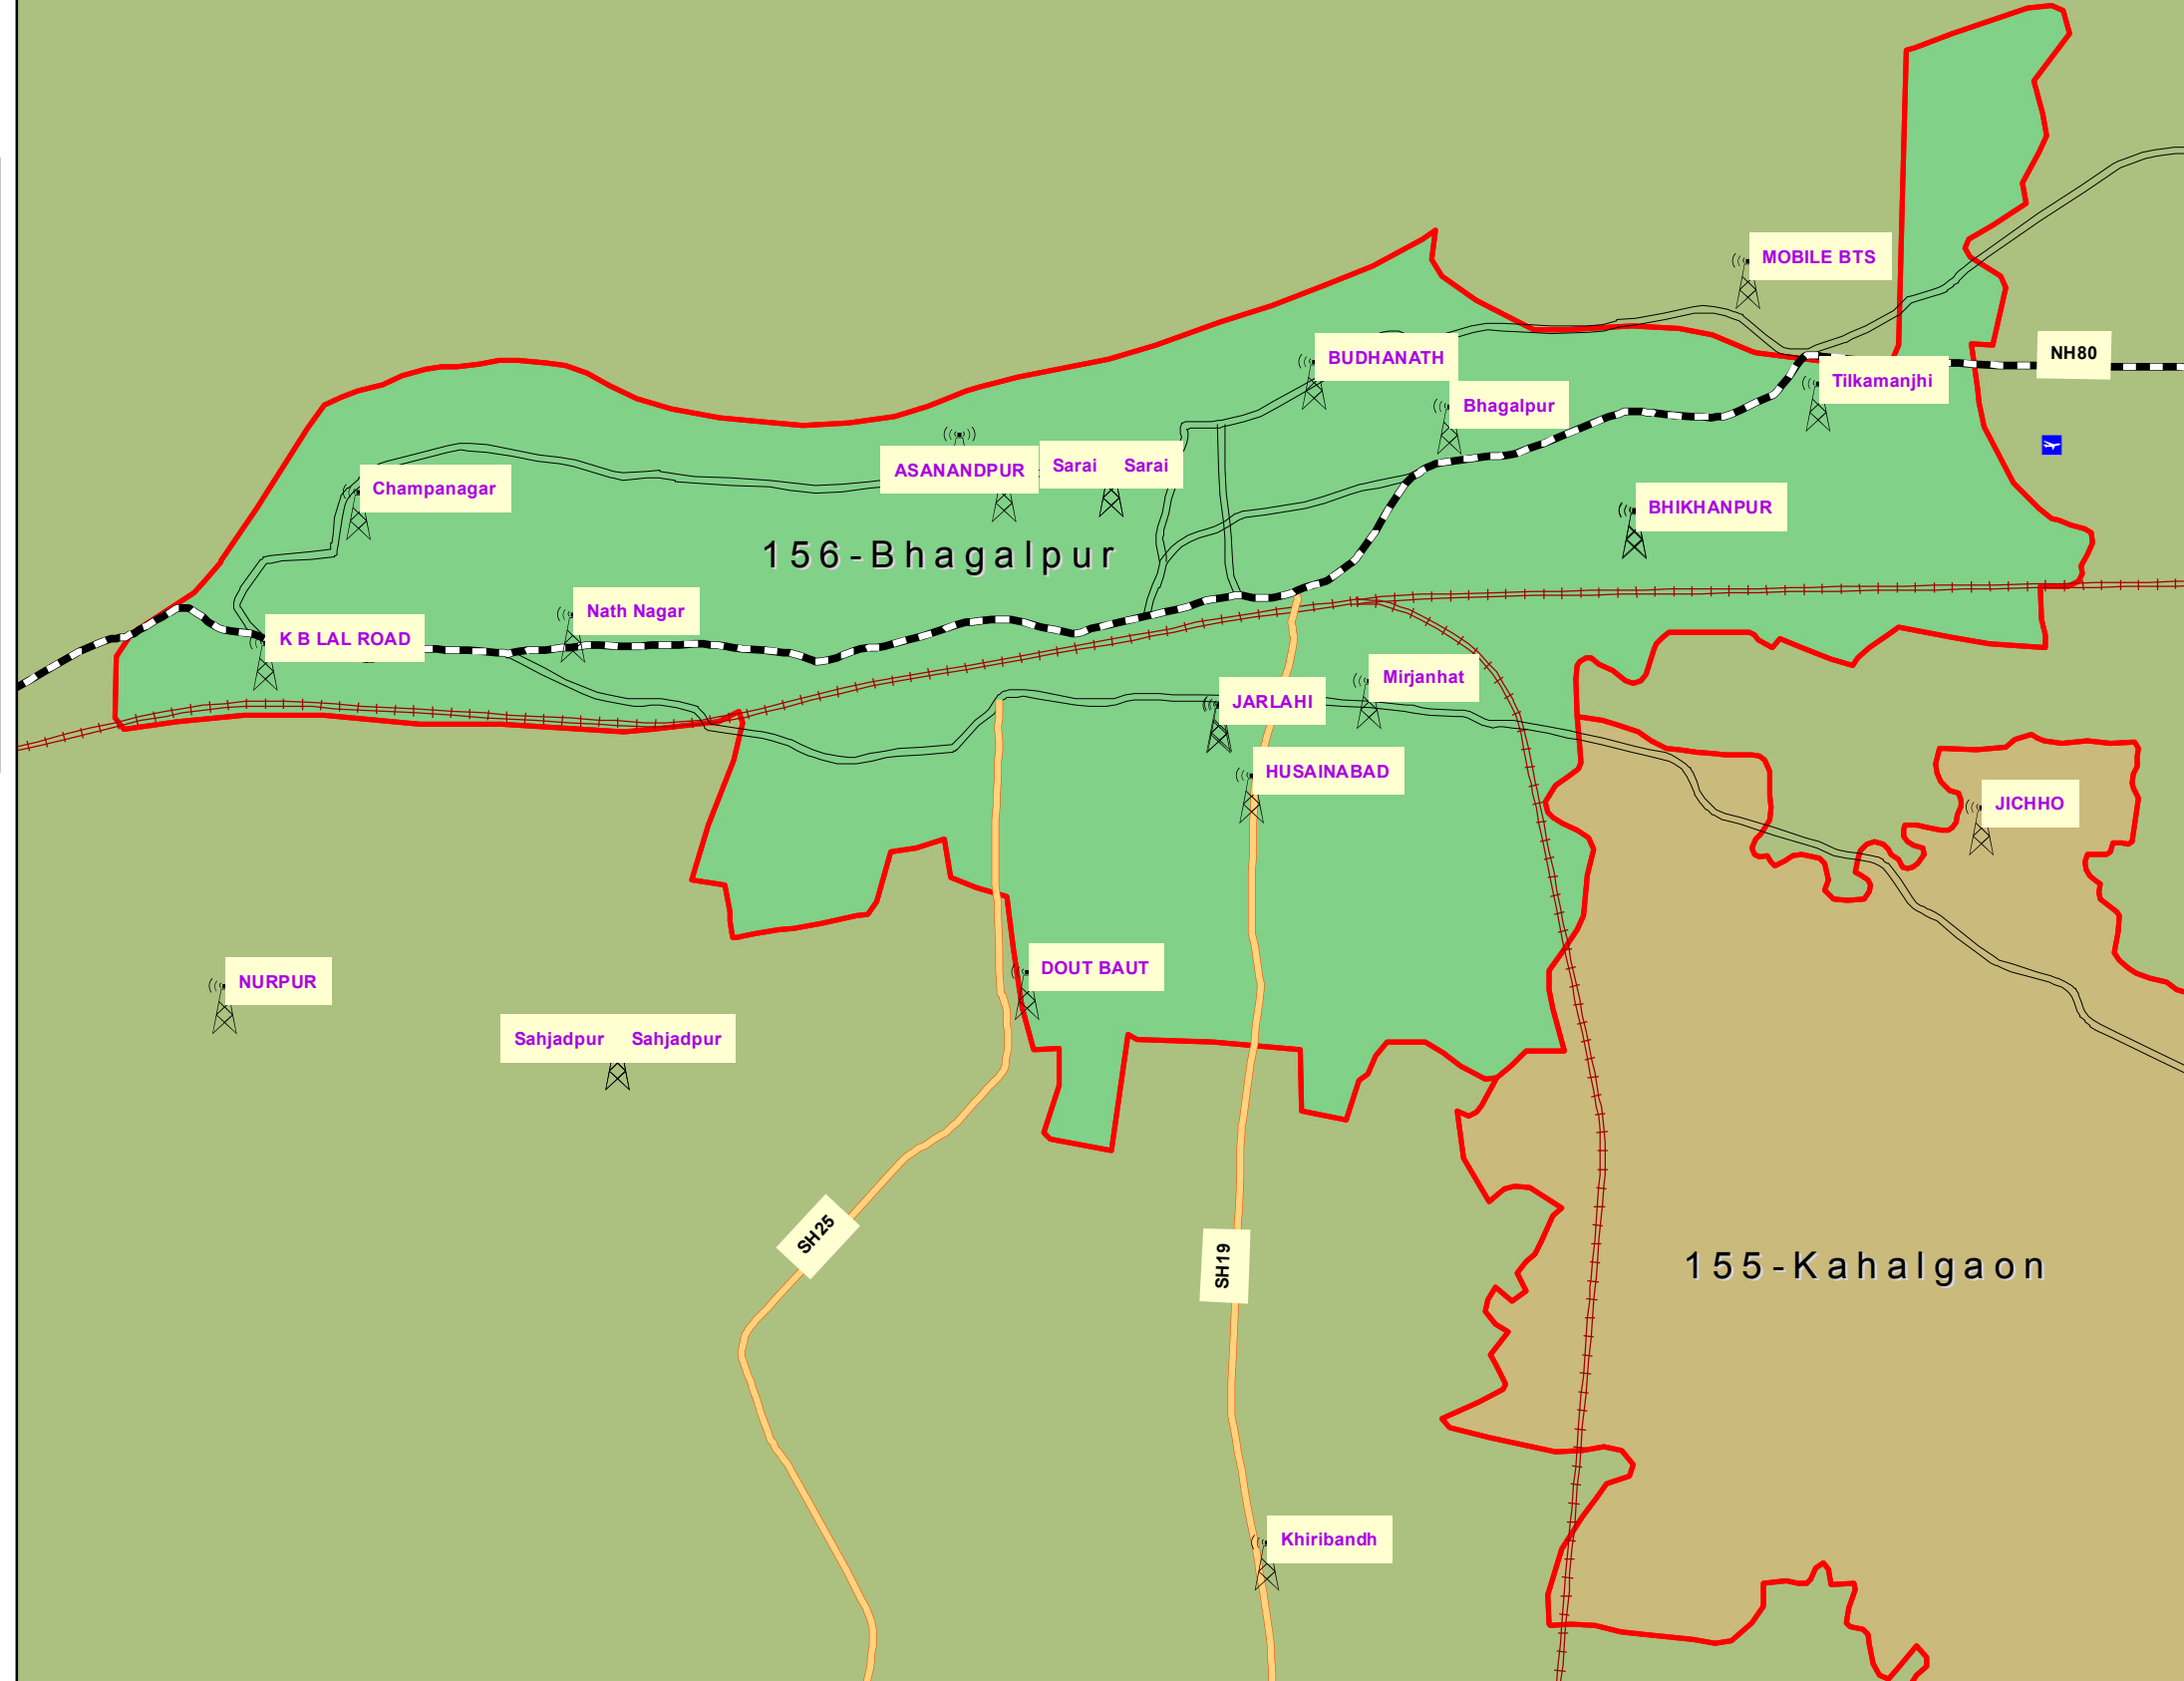 MOBILE BTS
BUDHANATH
NH80
Tilkamanjhi
Bhagalpur
ASANANDPUR
Sarai Sarai
Champanagar
BHIKHANPUR
156-Bhagalpur
Nath Nagar
K B LAL ROAD
Mirjanhat
JARLAHI
HUSAINABAD
JICHHO
DOUT BAUT
NURPUR
Sahjadpur Sahjadpur
SH25
SH19
155-Kahalgaon
Khiribandh